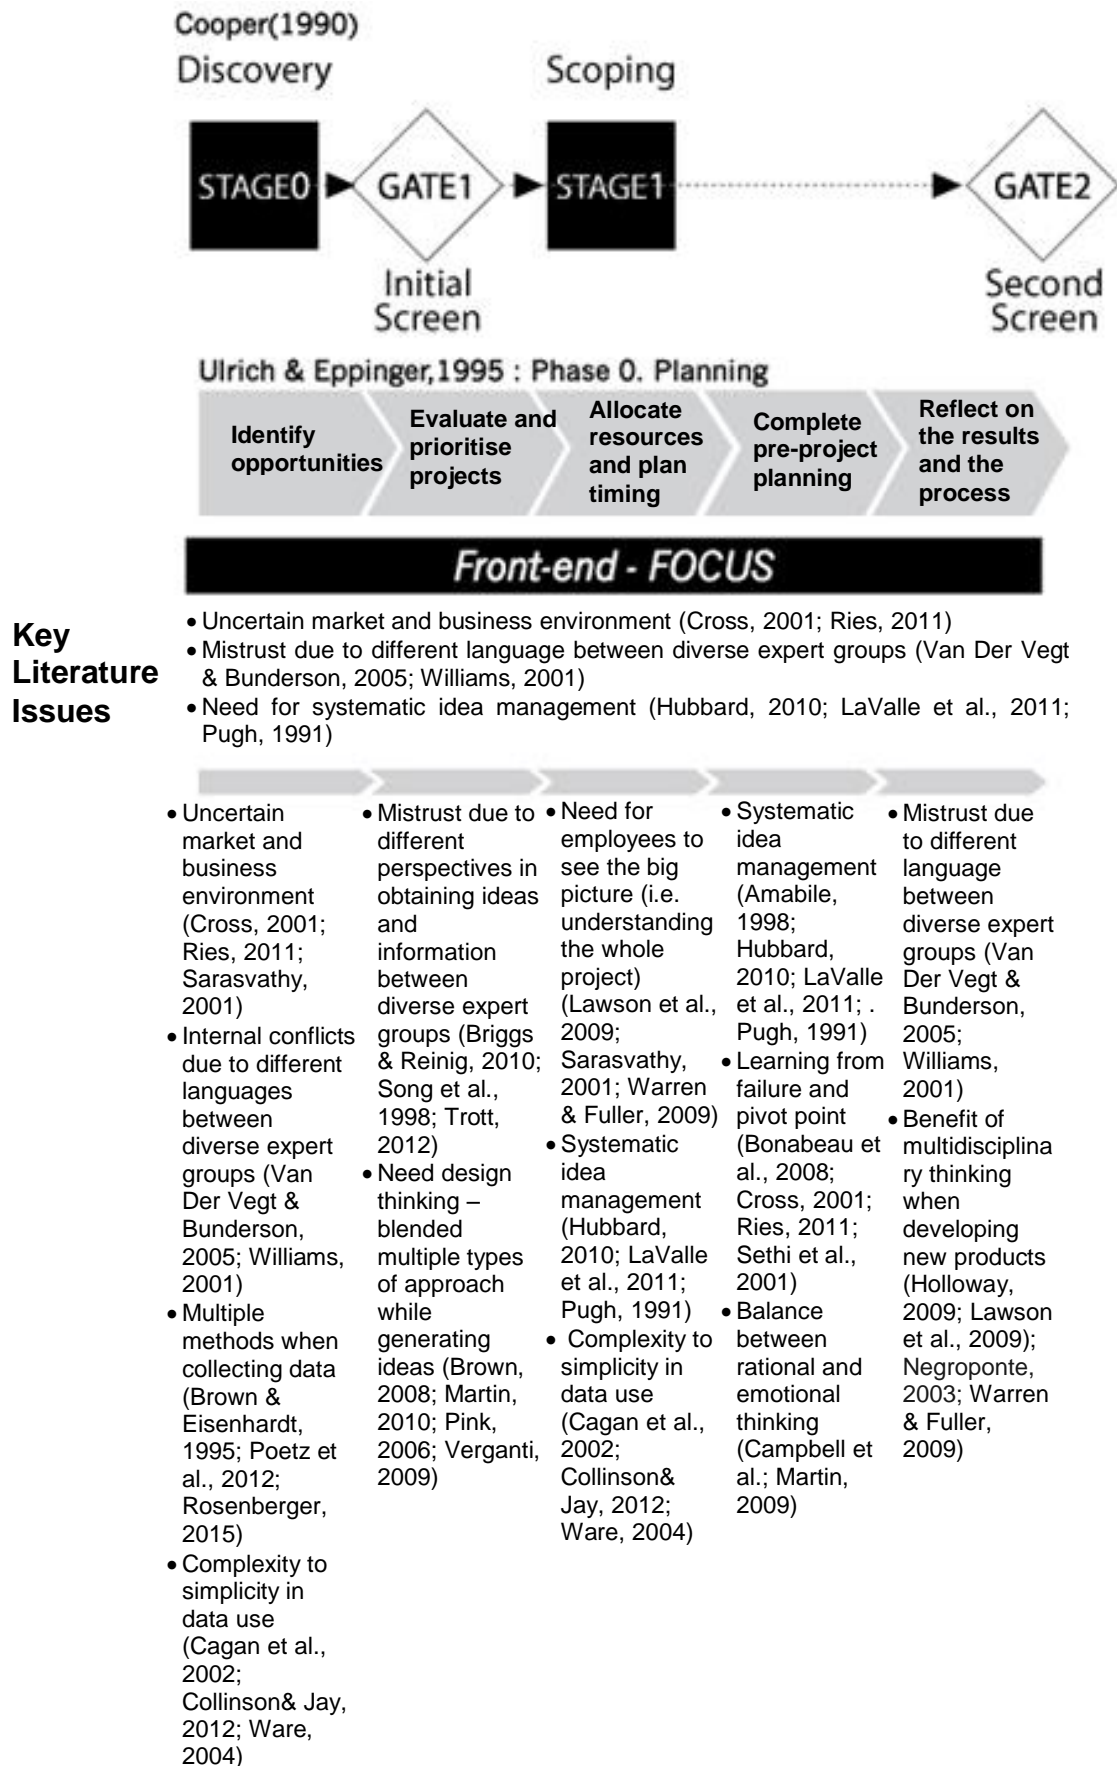 Cooper(1990)
Discovery
Scoping
STAGE0
GATE1
STAGE1
GATE2
Initial
Screen
Second
Screen
Ulrich & Eppinger,1995 : Phase 0. Planning
Identify
opportunities
Evaluate and
prioritise
projects
Allocate
resources
and plan
timing
Complete
pre-project
planning
Reflect on
the results
and the
process
Front-end - FOCUS
Key
Literature
Issues
• Uncertain market and business environment (Cross, 2001; Ries, 2011)
• Mistrust due to different language between diverse expert groups (Van Der Vegt
& Bunderson, 2005; Williams, 2001)
• Need for systematic idea management (Hubbard, 2010; LaValle et al., 2011;
Pugh, 1991)
• Uncertain
market and
business
environment
(Cross, 2001;
Ries, 2011;
Sarasvathy,
2001)
• Internal conflicts
due to different
languages
between
diverse expert
groups (Van
Der Vegt &
Bunderson,
2005; Williams,
2001)
• Multiple
methods when
collecting data
(Brown &
Eisenhardt,
1995; Poetz et
al., 2012;
Rosenberger,
2015)
• Complexity to
simplicity in
data use
(Cagan et al.,
2002;
Collinson& Jay,
2012; Ware,
2004)
• Mistrust due to
different
perspectives in
obtaining ideas
and
information
between
diverse expert
groups (Briggs
& Reinig, 2010;
Song et al.,
1998; Trott,
2012)
• Need design
thinking –
blended
multiple types
of approach
while
generating
ideas (Brown,
2008; Martin,
2010; Pink,
2006; Verganti,
2009)
• Need for
employees to
see the big
picture (i.e.
understanding
the whole
project)
(Lawson et al.,
2009;
Sarasvathy,
2001; Warren
& Fuller, 2009)
• Systematic
idea
management
(Hubbard,
2010; LaValle
et al., 2011;
Pugh, 1991)
• Complexity to
simplicity in
data use
(Cagan et al.,
2002;
Collinson&
Jay, 2012;
Ware, 2004)
• Systematic
idea
management
(Amabile,
1998;
Hubbard,
2010; LaValle
et al., 2011; .
Pugh, 1991)
• Learning from
failure and
pivot point
(Bonabeau et
al., 2008;
Cross, 2001;
Ries, 2011;
Sethi et al.,
2001)
• Balance
between
rational and
emotional
thinking
(Campbell et
al.; Martin,
2009)
• Mistrust due
to different
language
between
diverse expert
groups (Van
Der Vegt &
Bunderson,
2005;
Williams,
2001)
• Benefit of
multidisciplina
ry thinking
when
developing
new products
(Holloway,
2009; Lawson
et al., 2009);
Negroponte,
2003; Warren
& Fuller,
2009)